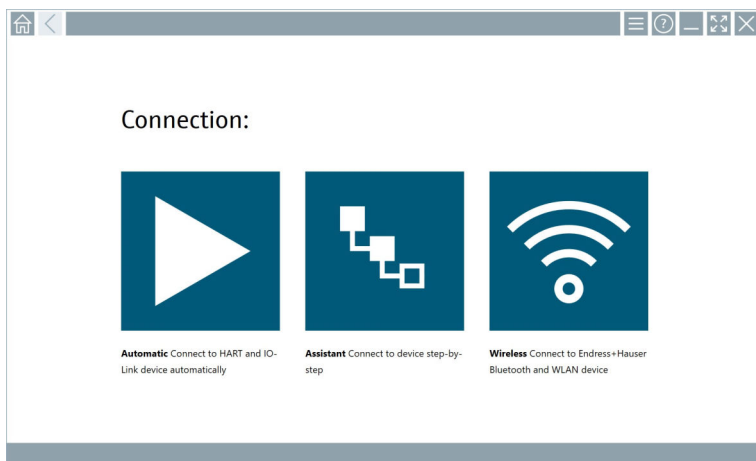 Connection:
Automatic Connect to HART and IO-
Link device automatically
Assistant Connect to device step-by-
step
Wireless Connect to Endress+Hauser
Bluetooth and WLAN device